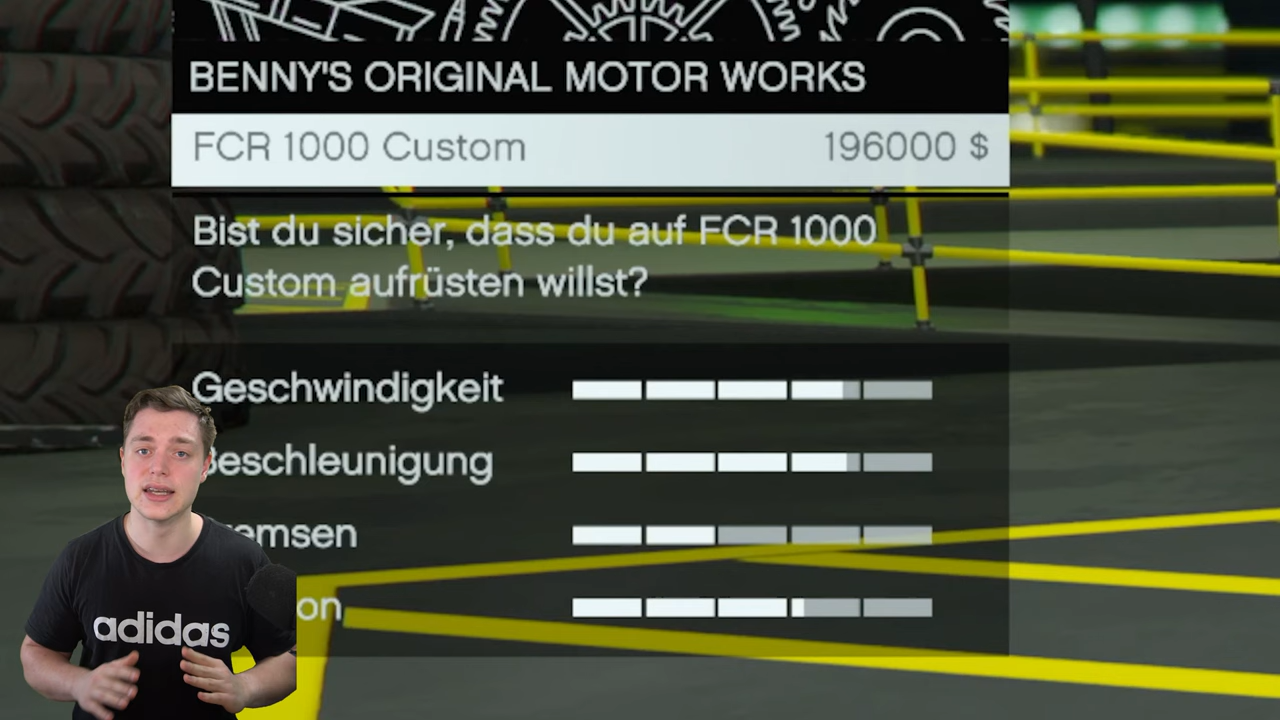 BENNY'S ORIGINAL MOTOR WORKS
FCR 1000 Custom 196000 $
Bist du sicher, dass du auf FCR 1000
Custom aufrüsten willst?
Geschwindigkeit
Beschleunigung
emsen
on
adidas